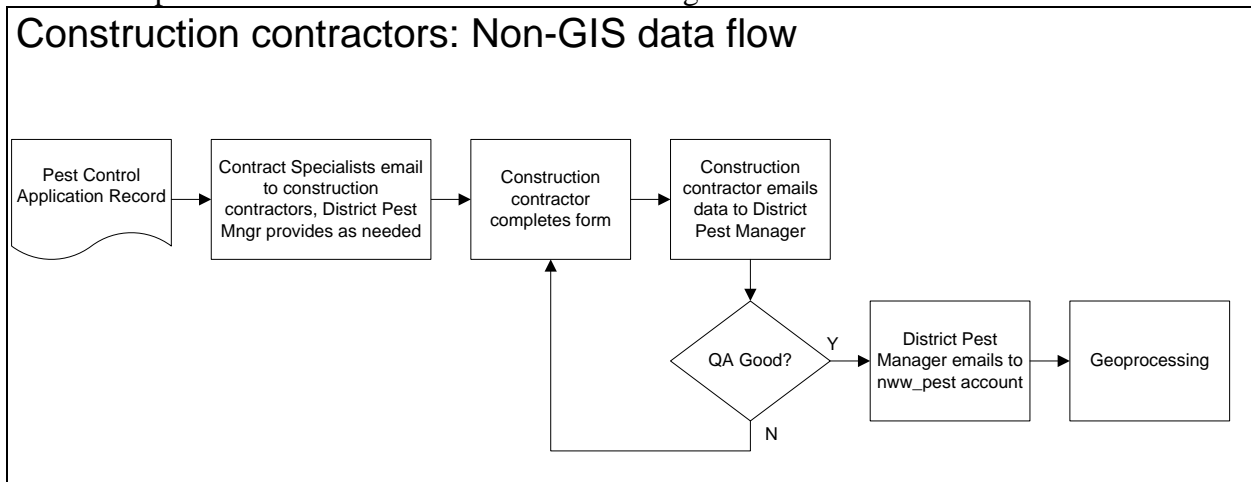 Construction contractors: Non-GIS data flow
Pest Control
Application Record
Contract Specialists email
to construction
contractors, District Pest
Mngr provides as needed
Construction
contractor
completes form
Construction
contractor emails
data to District
Pest Manager
QA Good?
Y
N
District Pest
Manager emails to
nww_pest account
Geoprocessing